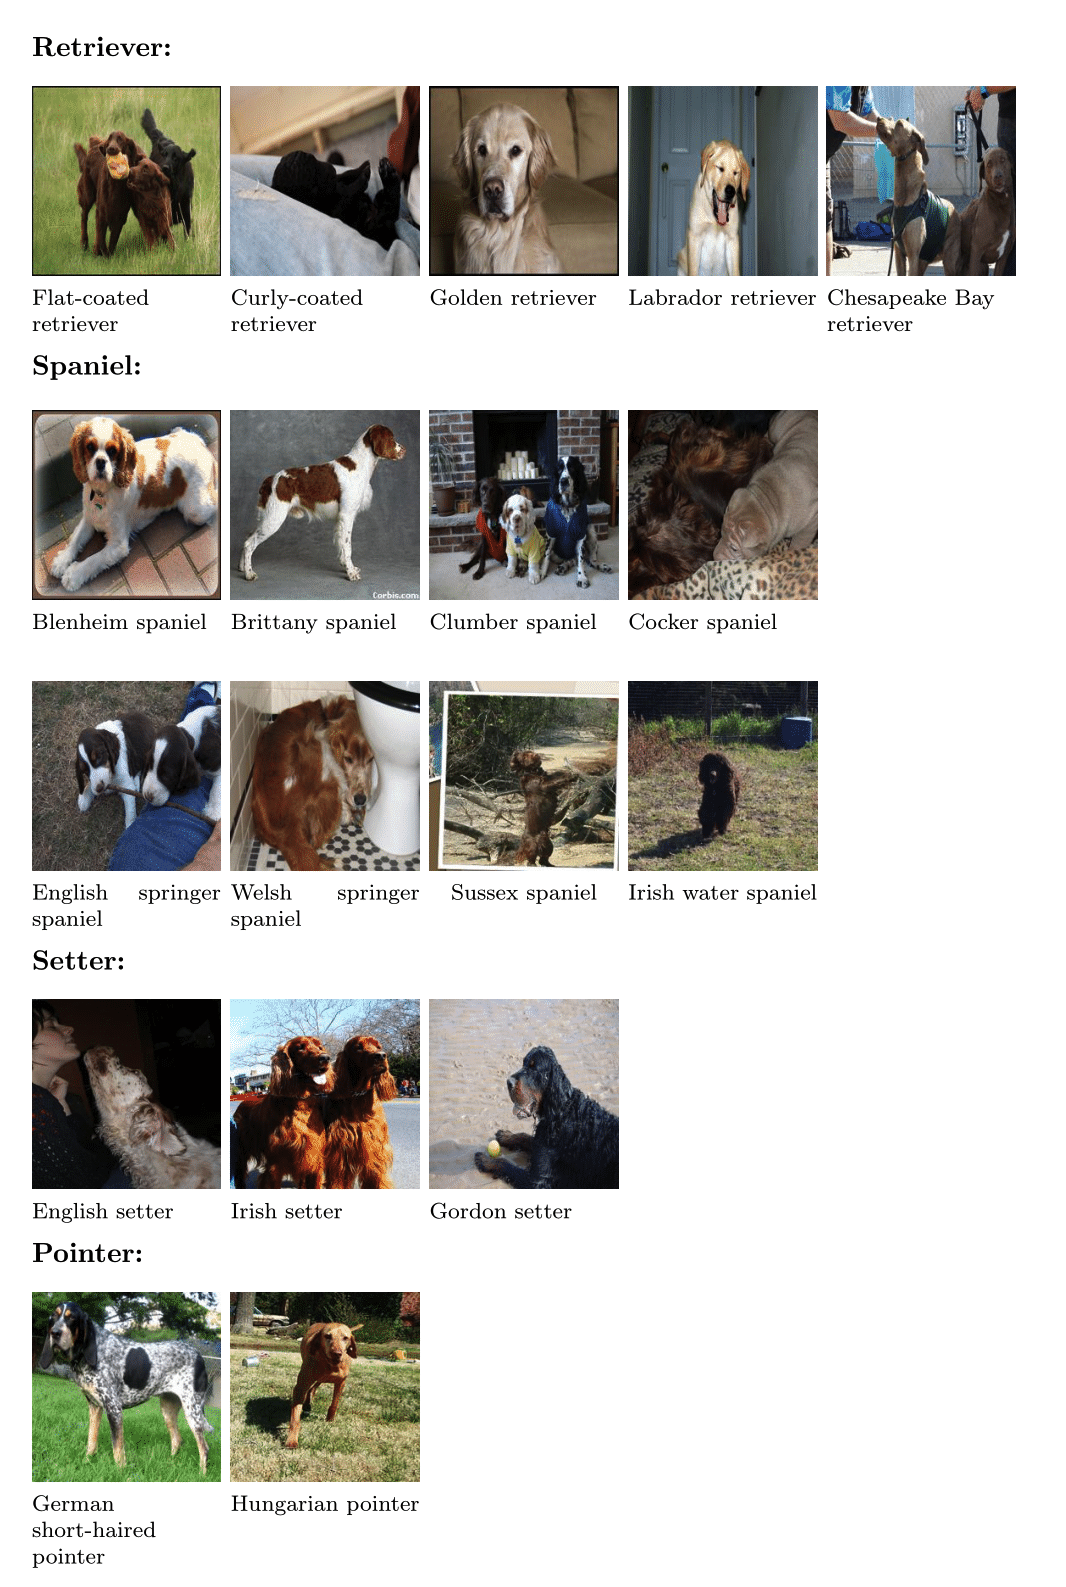 Retriever:
Flat-coated Curly-coated Golden retriever Labrador retriever Chesapeake Bay
retriever retriever retriever
Spaniel:
Corbis.com
Blenheim spaniel Brittany spaniel Clumber spaniel Cocker spaniel
English springer Welsh springer Sussex spaniel Irish water spaniel
spaniel spaniel
Setter:
English setter Irish setter Gordon setter
Pointer:
German Hungarian pointer
short-haired
pointer